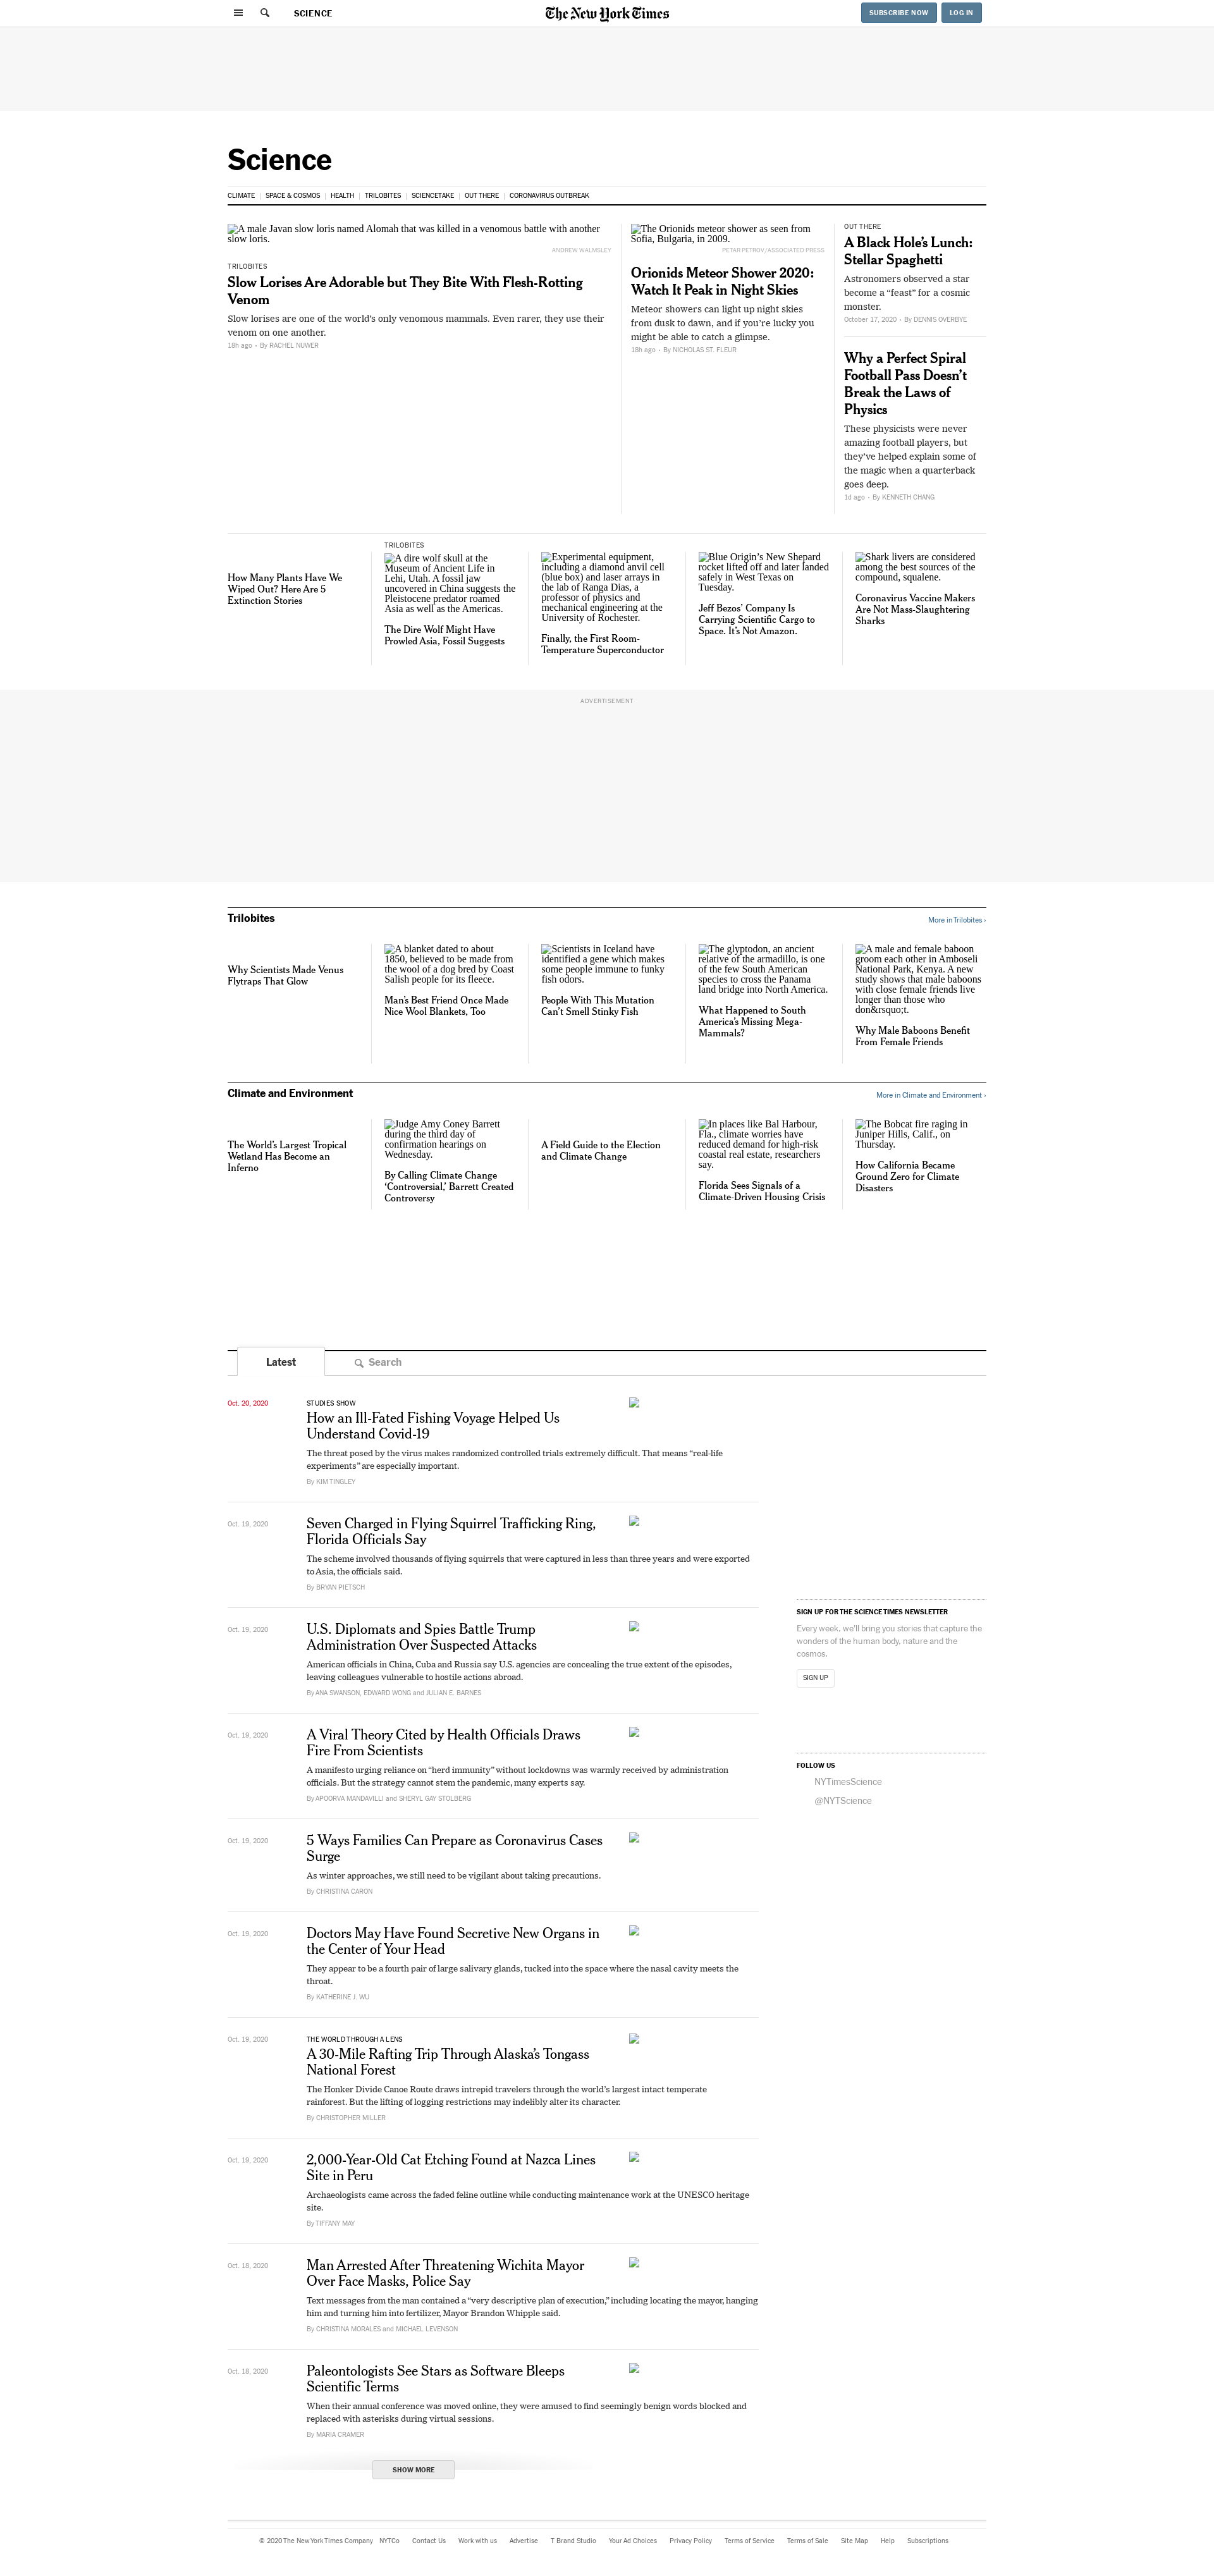 SCIENCE
The New York Times
SUBSCRIBE NOW
LOG IN
Science
CLIMATE
SPACE & COSMOS
HEALTH
TRILOBITES
SCIENCETAKE
OUT THERE
CORONAVIRUS OUTBREAK
A male Javan slow loris named Alomah that was killed in a venomous battle with another
slow loris.
ANDREW WALMSLEY
TRILOBITES
Slow Lorises Are Adorable but They Bite With Flesh-Rotting
Venom
Slow lorises are one of the world's only venomous mammals. Even rarer, they use their
venom on one another.
18h ago • By RACHEL NUWER
The Orionids meteor shower as seen from
Sofia, Bulgaria, in 2009.
PETAR PETROV/ASSOCIATED PRESS
Orionids Meteor Shower 2020:
Watch It Peak in Night Skies
Meteor showers can light up night skies
from dusk to dawn, and if you're lucky you
might be able to catch a glimpse.
18h ago • By NICHOLAS ST. FLEUR
OUT THERE
A Black Hole's Lunch:
Stellar Spaghetti
Astronomers observed a star
become a “feast” for a cosmic
monster.
October 17, 2020 • By DENNIS OVERBYE
Why a Perfect Spiral
Football Pass Doesn't
Break the Laws of
Physics
These physicists were never
amazing football players, but
they've helped explain some of
the magic when a quarterback
goes deep.
1d ago • By KENNETH CHANG
How Many Plants Have We
Wiped Out? Here Are 5
Extinction Stories
TRILOBITES
A dire wolf skull at the
Museum of Ancient Life in
Lehi, Utah. A fossil jaw
uncovered in China suggests the
Pleistocene predator roamed
Asia as well as the Americas.
The Dire Wolf Might Have
Prowled Asia, Fossil Suggests
Experimental equipment,
including a diamond anvil cell
(blue box) and laser arrays in
the lab of Ranga Dias, a
professor of physics and
mechanical engineering at the
University of Rochester.
Finally, the First Room-
Temperature Superconductor
Blue Origin's New Shepard
rocket lifted off and later landed
safely in West Texas on
Tuesday.
Jeff Bezos' Company Is
Carrying Scientific Cargo to
Space. It's Not Amazon.
Shark livers are considered
among the best sources of the
compound, squalene.
Coronavirus Vaccine Makers
Are Not Mass-Slaughtering
Sharks
ADVERTISEMENT
Trilobites
More in Trilobites ›
Why Scientists Made Venus
Flytraps That Glow
A blanket dated to about
1850, believed to be made from
the wool of a dog bred by Coast
Salish people for its fleece.
Man's Best Friend Once Made
Nice Wool Blankets, Too
Scientists in Iceland have
identified a gene which makes
some people immune to funky
fish odors.
People With This Mutation
Can't Smell Stinky Fish
The glyptodon, an ancient
relative of the armadillo, is one
of the few South American
species to cross the Panama
land bridge into North America.
What Happened to South
America's Missing Mega-
Mammals?
A male and female baboon
groom each other in Amboseli
National Park, Kenya. A new
study shows that male baboons
with close female friends live
longer than those who
don&rsquo;t.
Why Male Baboons Benefit
From Female Friends
Climate and Environment
More in Climate and Environment ›
The World's Largest Tropical
Wetland Has Become an
Inferno
Judge Amy Coney Barrett
during the third day of
confirmation hearings on
Wednesday.
By Calling Climate Change
‘Controversial,’ Barrett Created
Controversy
A Field Guide to the Election
and Climate Change
In places like Bal Harbour,
Fla., climate worries have
reduced demand for high-risk
coastal real estate, researchers
say.
Florida Sees Signals of a
Climate-Driven Housing Crisis
The Bobcat fire raging in
Juniper Hills, Calif., on
Thursday.
How California Became
Ground Zero for Climate
Disasters
Latest
Search
Oct. 20, 2020
STUDIES SHOW
How an Ill-Fated Fishing Voyage Helped Us
Understand Covid-19
The threat posed by the virus makes randomized controlled trials extremely difficult. That means “real-life
experiments” are especially important.
By KIM TINGLEY
Oct. 19, 2020
Seven Charged in Flying Squirrel Trafficking Ring,
Florida Officials Say
The scheme involved thousands of flying squirrels that were captured in less than three years and were exported
to Asia, the officials said.
By BRYAN PIETSCH
Oct. 19, 2020
U.S. Diplomats and Spies Battle Trump
Administration Over Suspected Attacks
American officials in China, Cuba and Russia say U.S. agencies are concealing the true extent of the episodes,
leaving colleagues vulnerable to hostile actions abroad.
By ANA SWANSON, EDWARD WONG and JULIAN E. BARNES
Oct. 19, 2020
A Viral Theory Cited by Health Officials Draws
Fire From Scientists
A manifesto urging reliance on “herd immunity” without lockdowns was warmly received by administration
officials. But the strategy cannot stem the pandemic, many experts say.
By APOORVA MANDAVILLI and SHERYL GAY STOLBERG
Oct. 19, 2020
5 Ways Families Can Prepare as Coronavirus Cases
Surge
As winter approaches, we still need to be vigilant about taking precautions.
By CHRISTINA CARON
Oct. 19, 2020
Doctors May Have Found Secretive New Organs in
the Center of Your Head
They appear to be a fourth pair of large salivary glands, tucked into the space where the nasal cavity meets the
throat.
By KATHERINE J. WU
Oct. 19, 2020
THE WORLD THROUGH A LENS
A 30-Mile Rafting Trip Through Alaska's Tongass
National Forest
The Honker Divide Canoe Route draws intrepid travelers through the world's largest intact temperate
rainforest. But the lifting of logging restrictions may indelibly alter its character.
By CHRISTOPHER MILLER
Oct. 19, 2020
2,000-Year-Old Cat Etching Found at Nazca Lines
Site in Peru
Archaeologists came across the faded feline outline while conducting maintenance work at the UNESCO heritage
site.
By TIFFANY MAY
Oct. 18, 2020
Man Arrested After Threatening Wichita Mayor
Over Face Masks, Police Say
Text messages from the man contained a “very descriptive plan of execution,” including locating the mayor, hanging
him and turning him into fertilizer, Mayor Brandon Whipple said.
By CHRISTINA MORALES and MICHAEL LEVENSON
Oct. 18, 2020
Paleontologists See Stars as Software Bleeps
Scientific Terms
When their annual conference was moved online, they were amused to find seemingly benign words blocked and
replaced with asterisks during virtual sessions.
By MARIA CRAMER
SHOW MORE
SIGN UP FOR THE SCIENCE TIMES NEWSLETTER
Every week, we'll bring you stories that capture the
wonders of the human body, nature and the
cosmos.
SIGN UP
FOLLOW US
NYTimesScience
@NYTScience
© 2020 The New York Times Company
NYTCo
Contact Us
Work with us
Advertise
T Brand Studio
Your Ad Choices
Privacy Policy
Terms of Service
Terms of Sale
Site Map
Help
Subscriptions